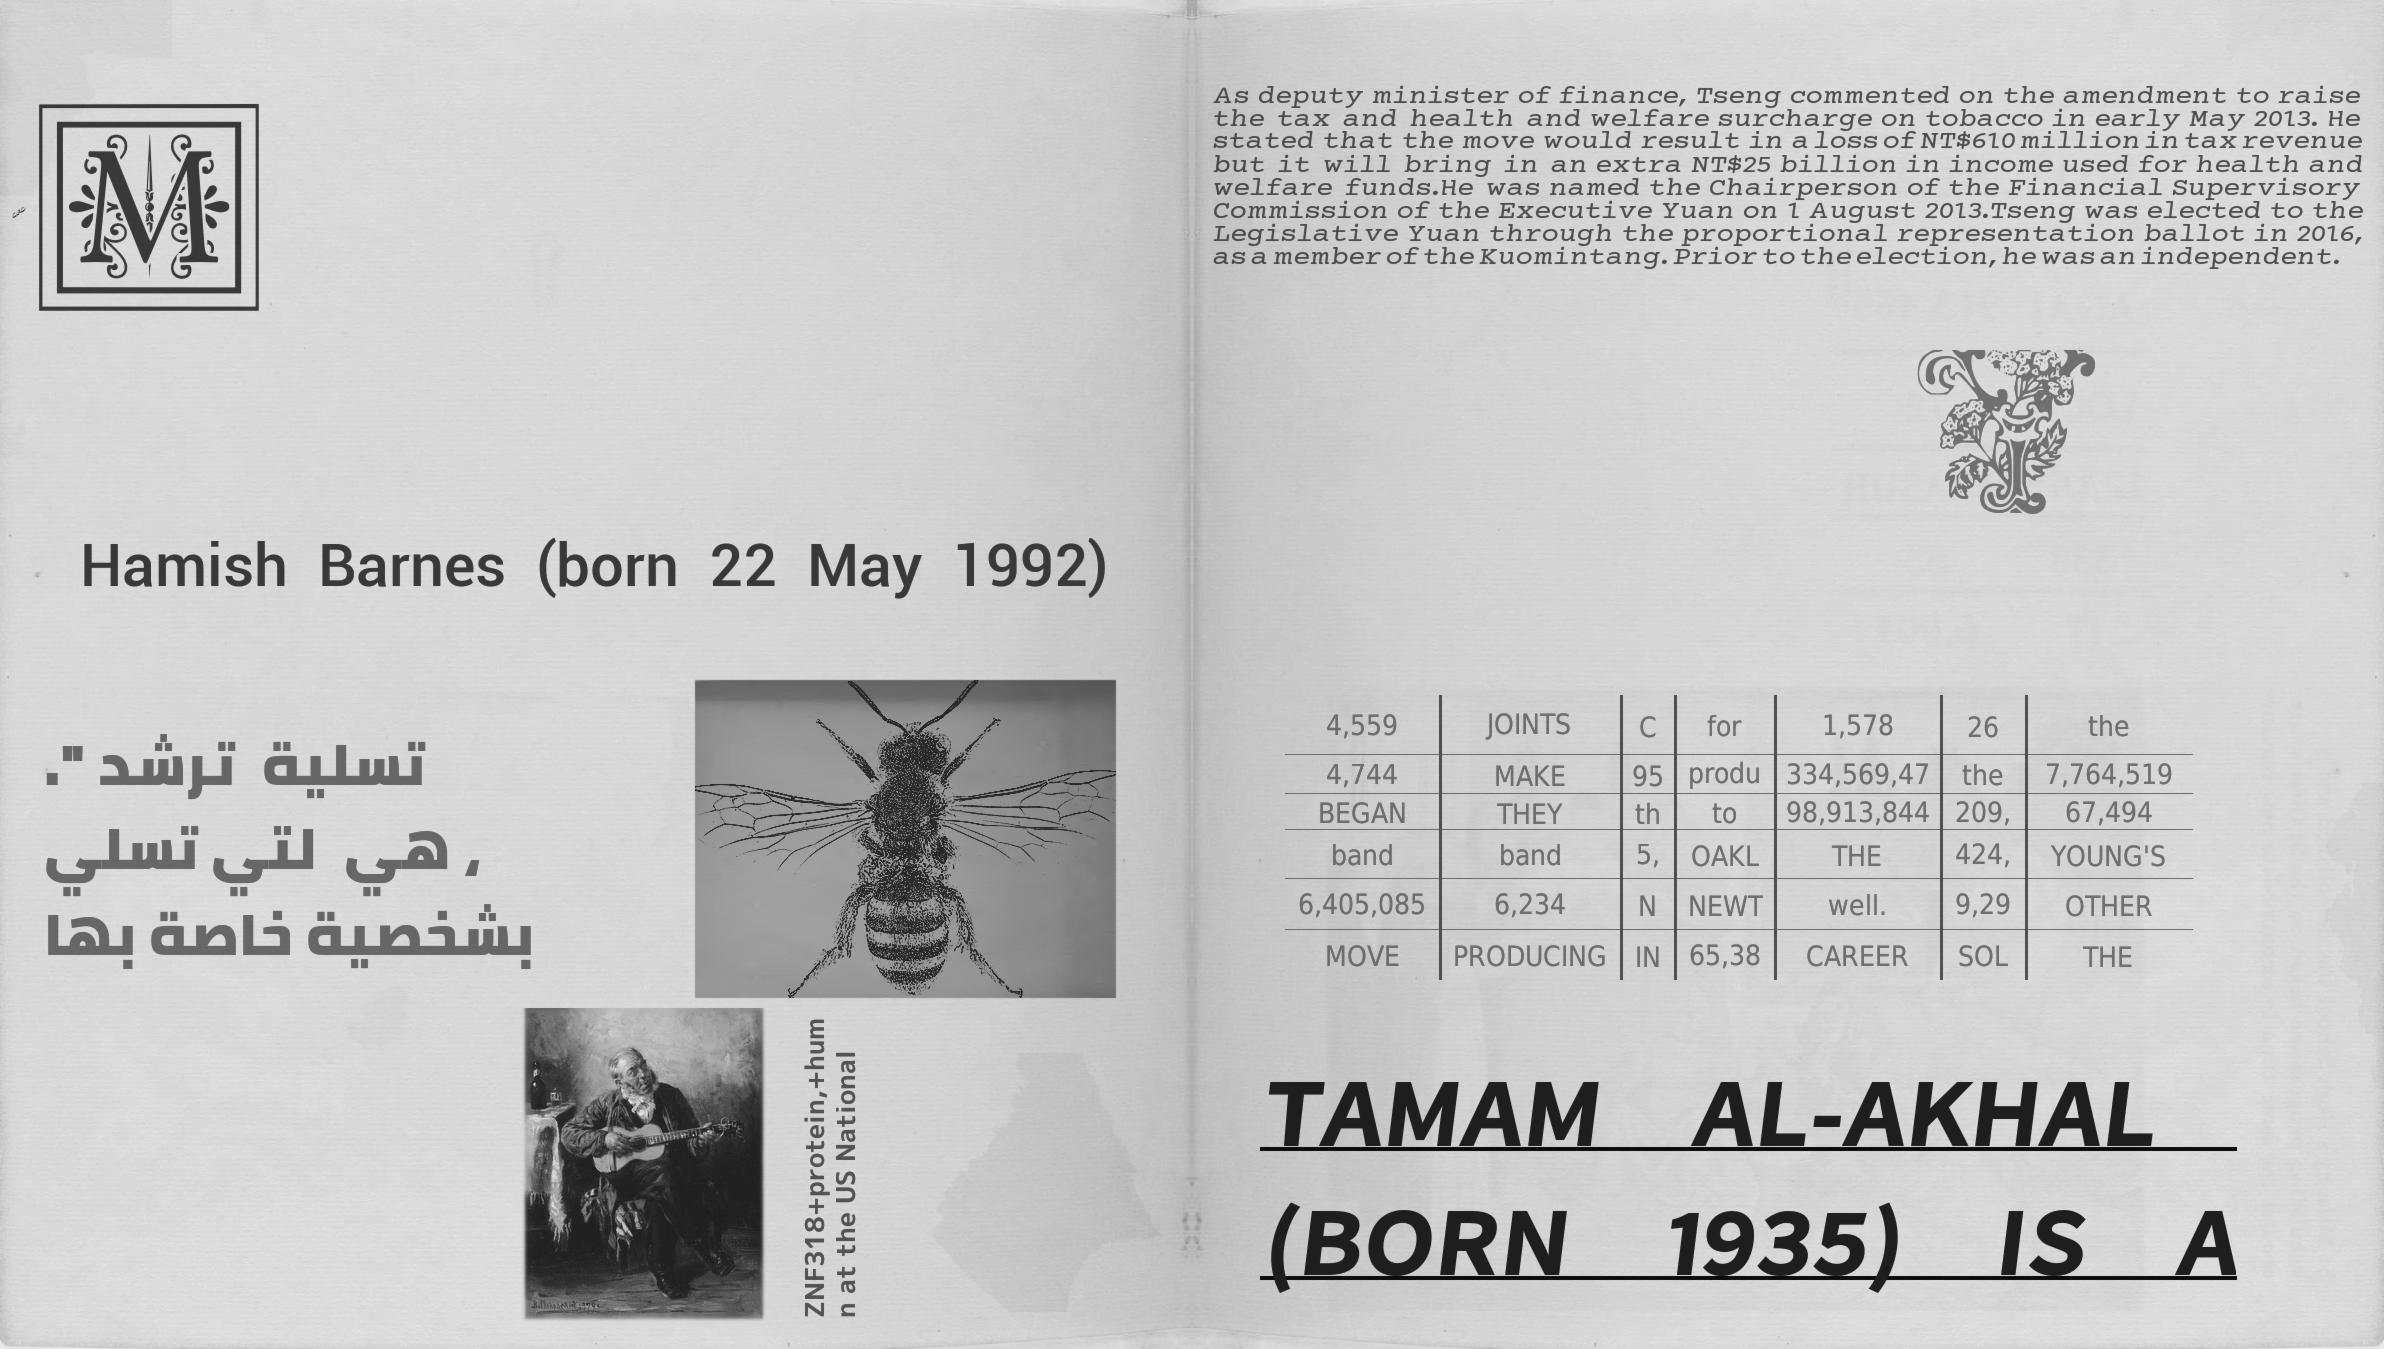 M
Hamish Barnes (born 22 May 1992)
تسلية ترشد ".
, هي لتي تسلي
بشخصية خاصة بها
ZNF318+protein,+hum
n at the US National
As deputy minister of finance, Tseng commented on the amendment to raise
the tax and health and welfare surcharge on tobacco in early May 2013. He
stated that the move would result in a loss of NT$610 million in tax revenue
but it will bring in an extra NT$25 billion in income used for health and
welfare funds.He was named the Chairperson of the Financial Supervisory
Commission of the Executive Yuan on 1 August 2013.Tseng was elected to the
Legislative Yuan through the proportional representation ballot in 2016,
as a member of the Kuomintang. Prior to the election, he was an independent.
4,559 JOINTS C for 1,578 26 the
4,744 MAKE 95 produ 334,569,47 the 7,764,519
BEGAN THEY th to 98,913,844 209, 67,494
band band 5, OAKL THE 424, YOUNG'S
6,405,085 6,234 N NEWT well. 9,29 OTHER
MOVE PRODUCING IN 65,38 CAREER SOL THE
TAMAM AL-AKHAL
(BORN 1935) IS A